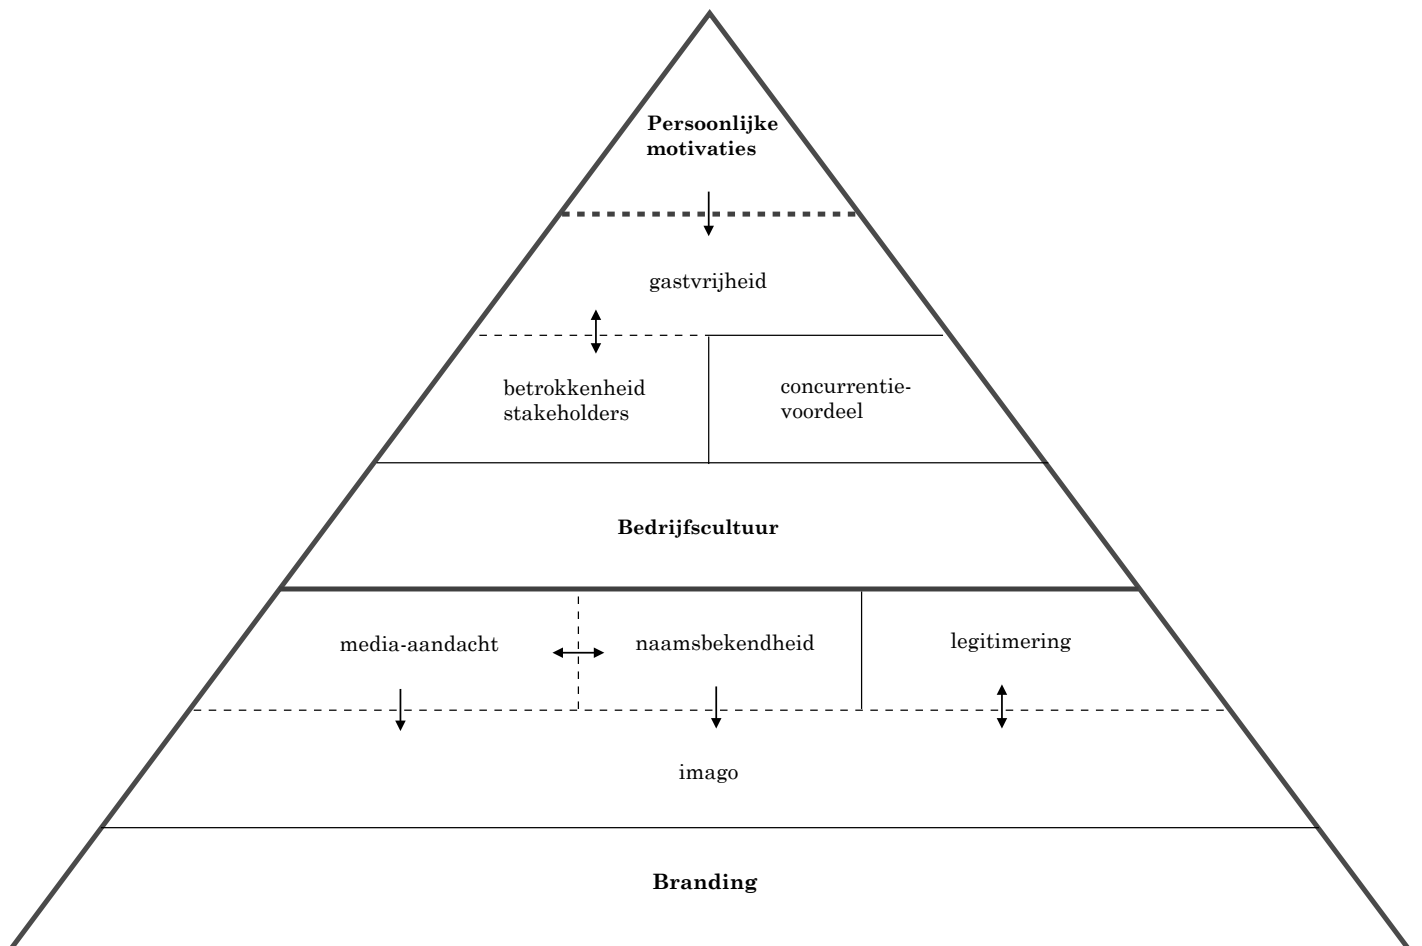 Persoonlijke
motivaties
gastvrijheid
betrokkenheid
stakeholders
concurrentie-
voordeel
Bedrijfscultuur
media-aandacht
naamsbekendheid
legitimering
imago
Branding